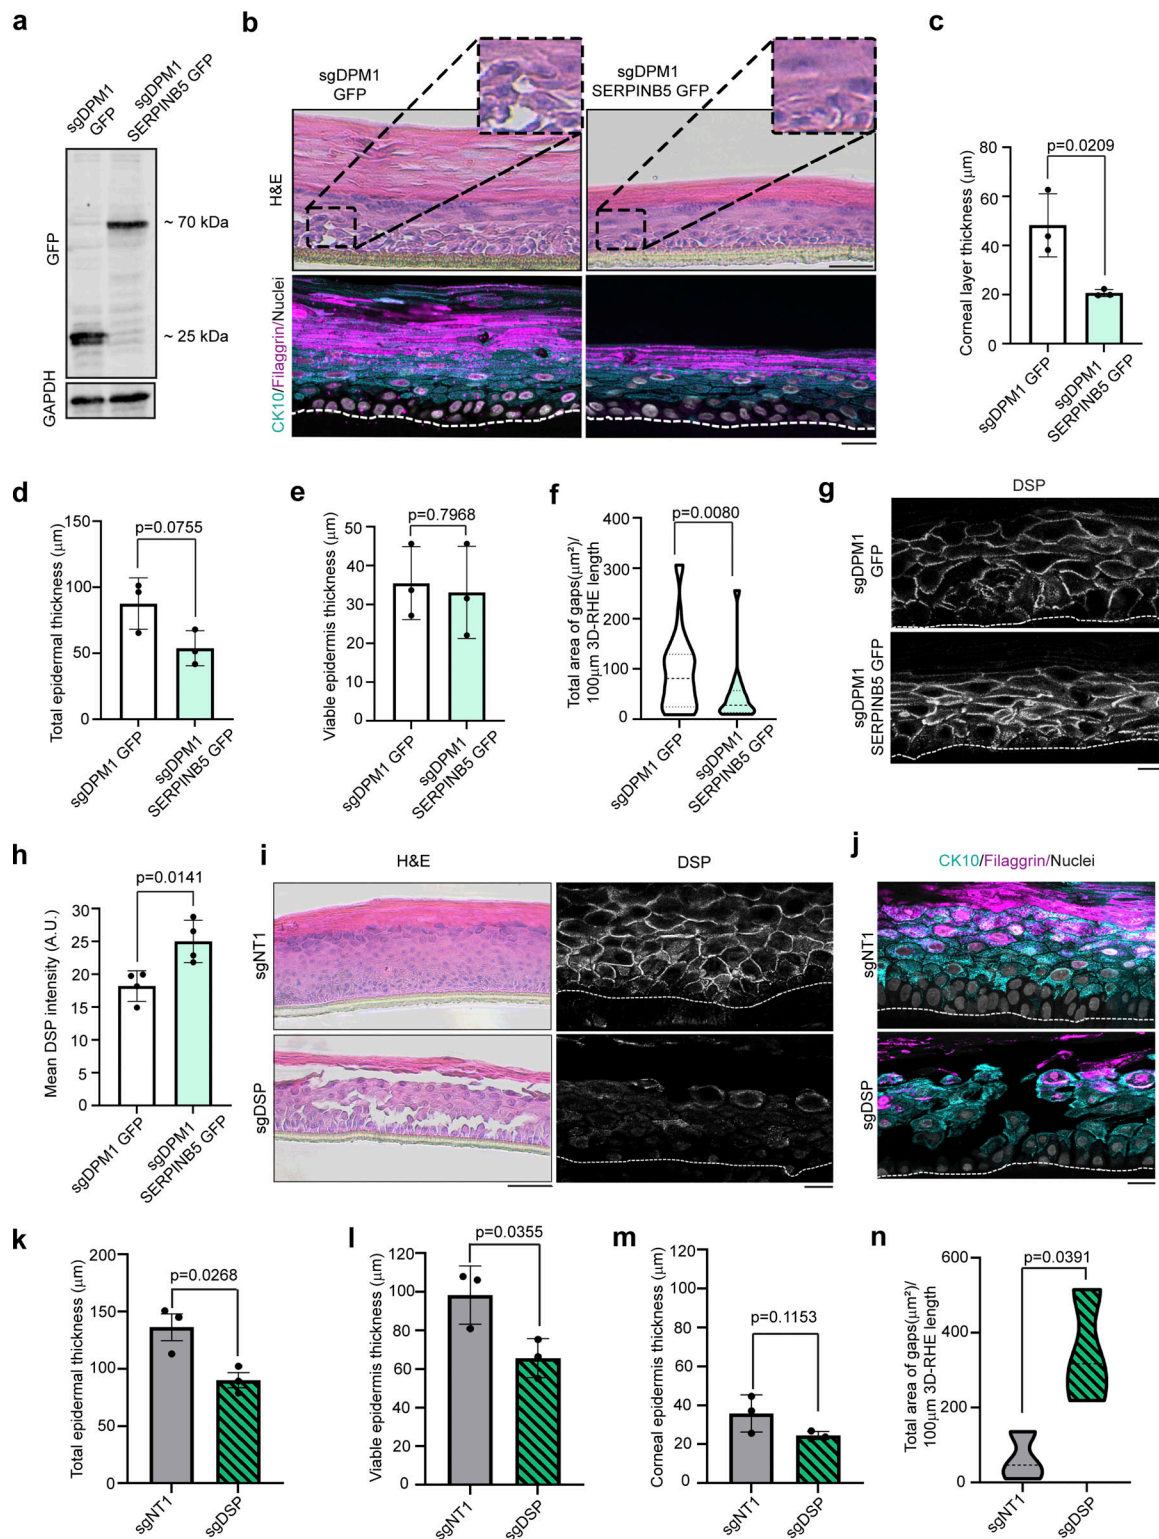 a
sgDPM1
GFP
sgDPM1
SERPINB5 GFP
GFP
~ 70 kDa
~ 25 kDa
GAPDH
b
sgDPM1
GFP
sgDPM1
SERPINB5 GFP
H&E
CK10/Filaggrin/Nuclei
c
Corneal layer thickness (μm)
80
60
40
20
0
p=0.0209
sgDPM1 GFP
sgDPM1
SERPINB5 GFP
d
Total epidermal thickness (μm)
150
100
50
0
p=0.0755
sgDPM1 GFP
sgDPM1
SERPINB5 GFP
e
Viable epidermis thickness (μm)
50
40
30
20
10
0
p=0.7968
sgDPM1 GFP
sgDPM1
SERPINB5 GFP
f
Total area of gaps(μm²)/
100μm 3D-RHE length
400
300
200
100
0
p=0.0080
sgDPM1 GFP
sgDPM1
SERPINB5 GFP
g
DSP
sgDPM1
GFP
sgDPM1
SERPINB5 GFP
h
Mean DSP intensity (A.U.)
30
25
20
15
10
5
0
p=0.0141
sgDPM1 GFP
sgDPM1
SERPINB5 GFP
i
H&E
DSP
sgNT1
sgDSP
j
CK10/Filaggrin/Nuclei
sgNT1
sgDSP
k
Total epidermal thickness (μm)
200
150
100
50
0
p=0.0268
sgNT1
sgDSP
l
Viable epidermis thickness (μm)
120
100
80
60
40
20
0
p=0.0355
sgNT1
sgDSP
m
Corneal epidermis thickness (μm)
120
100
80
60
40
20
0
p=0.1153
sgNT1
sgDSP
n
Total area of gaps(μm²)/
100μm 3D-RHE length
600
400
200
0
p=0.0391
sgNT1
sgDSP